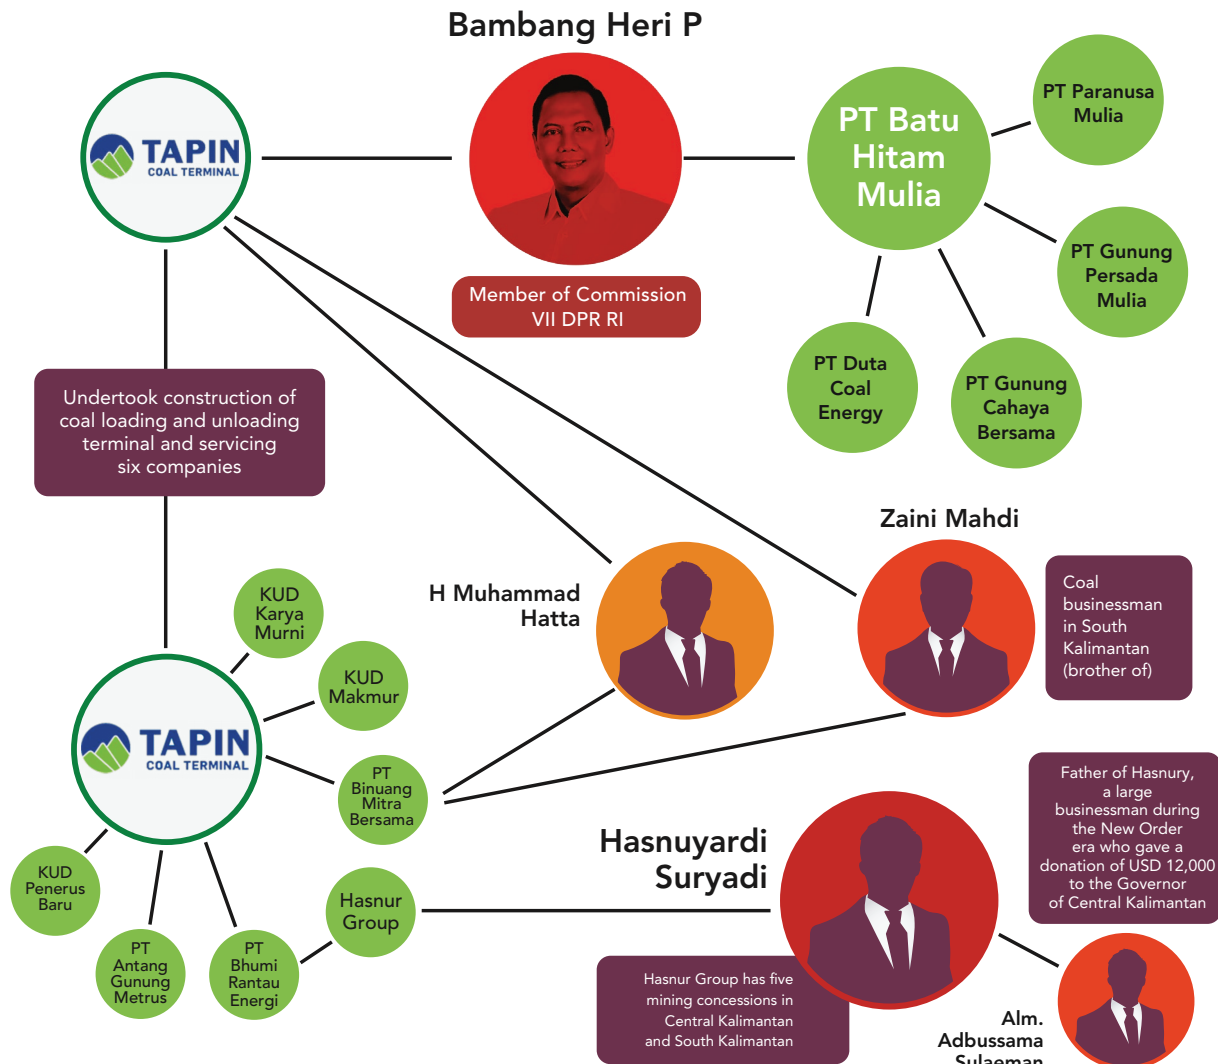 Bambang Heri P
TAPIN
COAL TERMINAL
PT Batu
Hitam
Mulia
PT Paranusa
Mulia
PT Gunung
Persada
Mulia
PT Gunung
Cahaya
Bersama
PT Duta
Coal
Energy
Member of Commission
VII DPR RI
Undertook construction of
coal loading and unloading
terminal and servicing
six companies
H Muhammad
Hatta
Zaini Mahdi
Coal
businessman
in South
Kalimantan
(brother of)
KUD
Karya
Murni
KUD
Makmur
TAPIN
COAL TERMINAL
PT
Binuang
Mitra
Bersama
KUD
Penerus
Baru
PT
Antang
Gunung
Metrus
PT
Bhumi
Rantau
Energi
Hasnur
Group
Hasnuyardi
Suryadi
Hasnur Group has five
mining concessions in
Central Kalimantan
and South Kalimantan
Father of Hasnury,
a large
businessman during
the New Order
era who gave a
donation of USD 12,000
to the Governor
of Central Kalimantan
Alm.
Adbussama
Sulaeman